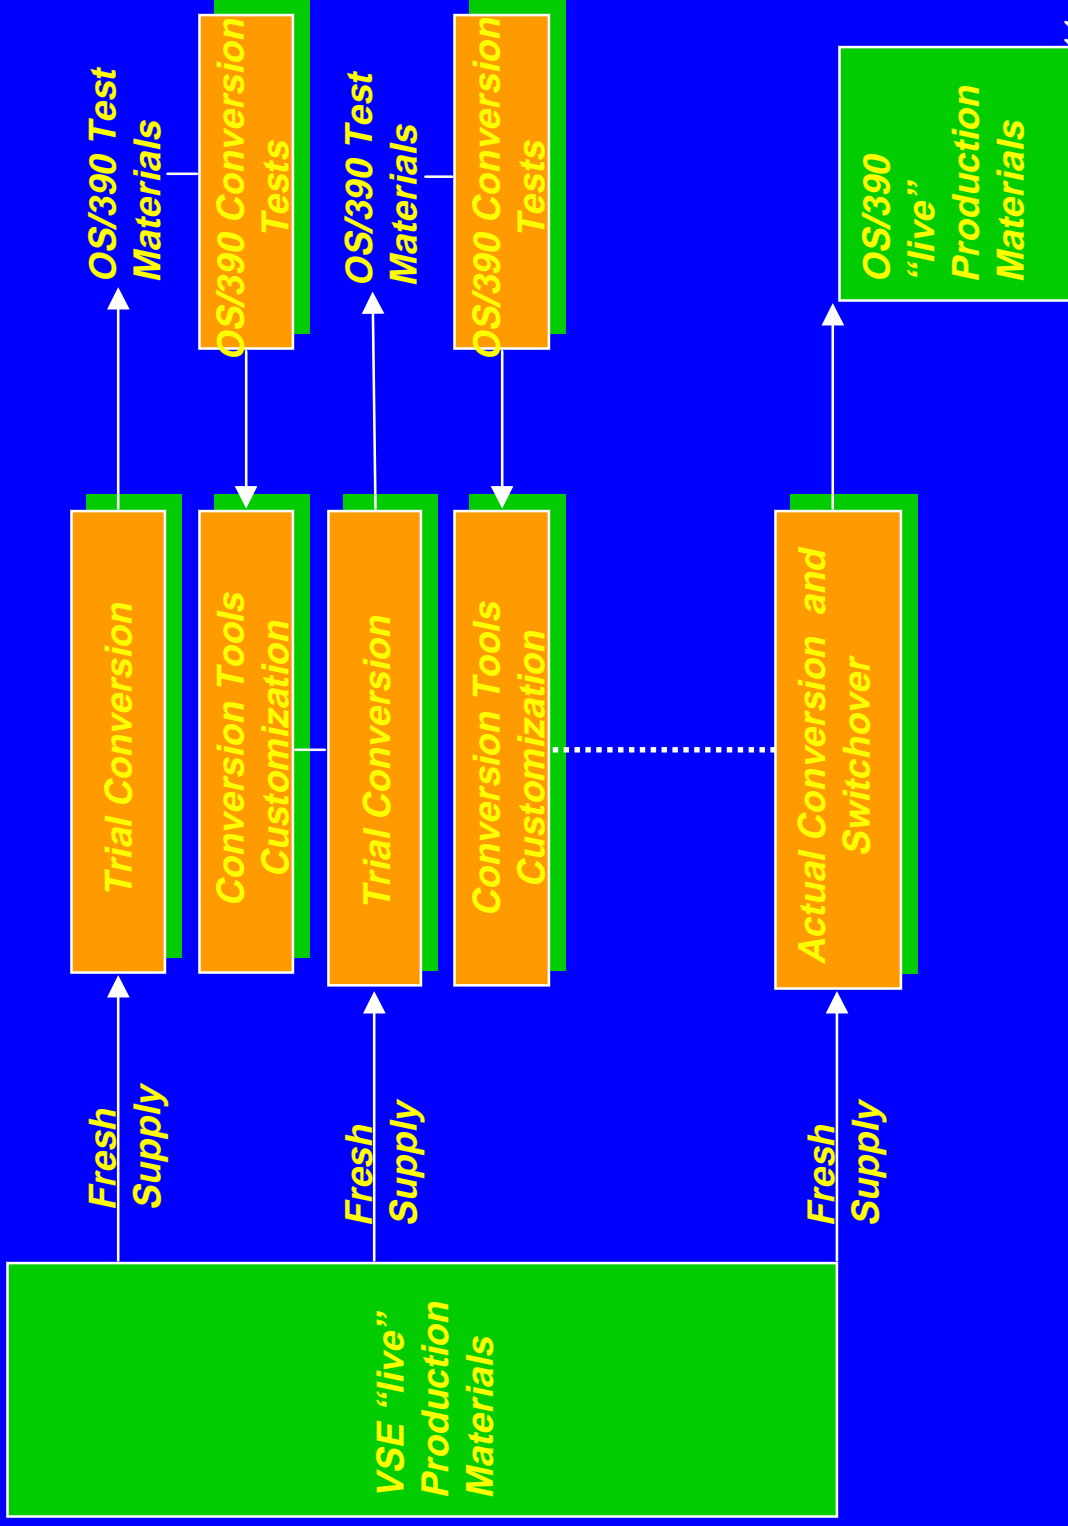 VSE “live”
Production
Materials
Fresh
Supply
Trial Conversion
OS/390 Test
Materials
OS/390 Conversion
Tests
Conversion Tools
Customization
Fresh
Supply
Trial Conversion
OS/390 Test
Materials
OS/390 Conversion
Tests
Conversion Tools
Customization
Fresh
Supply
Actual Conversion and
Switchover
OS/390
“live”
Production
Materials